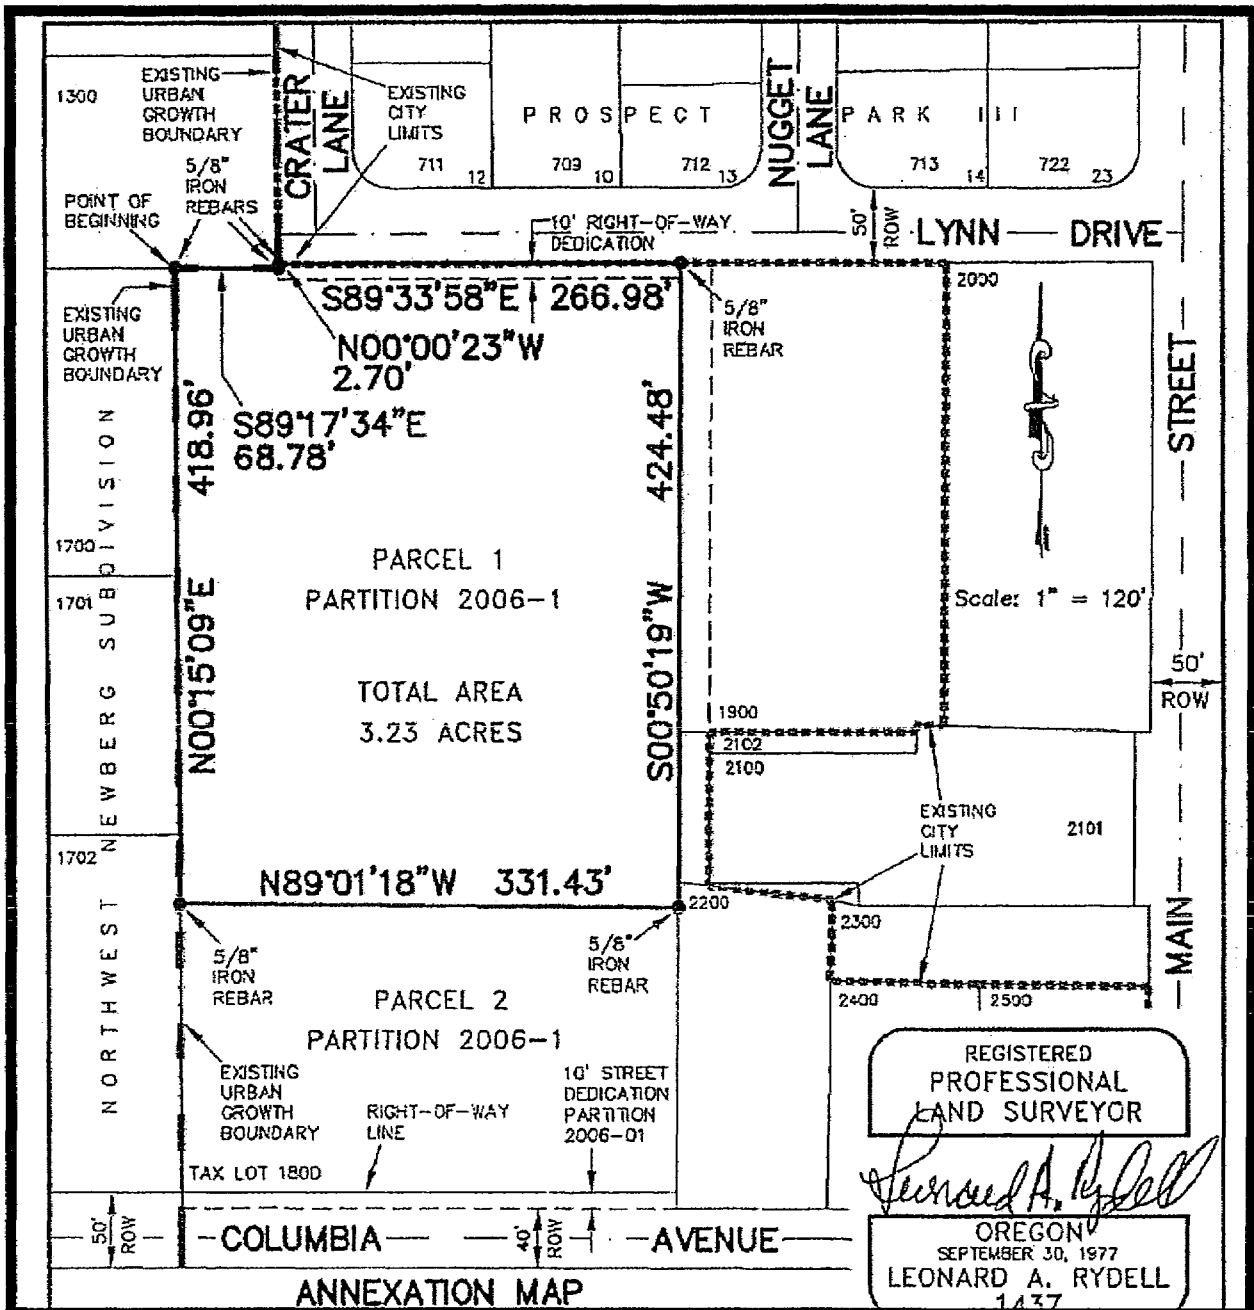 1300
EXISTING
URBAN
GROWTH
BOUNDARY
CRATER
LANE
EXISTING
CITY
LIMITS
PROSPECT
PARK III
711
12
709
10
712
13
NUGGET
LANE
713
14
722
23
5/8"
IRON
REBARS
POINT OF
BEGINNING
10' RIGHT-OF-WAY
DEDICATION
50'
ROW
LYNN DRIVE
S89°33'58"E 266.98'
2000
EXISTING
URBAN
GROWTH
BOUNDARY
N00°00'23"W
2.70'
5/8"
IRON
REBAR
S89°17'34"E
68.78'
418.96'
N00°15'09"E
424.48'
S00°50'19"W
STREET
MAIN
NORTHWEST NEWBERG SUBDIVISION
1700
1701
1702
PARCEL 1
PARTITION 2006-1
TOTAL AREA
3.23 ACRES
Scale: 1" = 120'
50'
ROW
1900
2102
2100
EXISTING
CITY
LIMITS
2101
N89°01'18"W 331.43'
2200
2300
5/8"
IRON
REBAR
5/8"
IRON
REBAR
2400
2500
PARCEL 2
PARTITION 2006-1
EXISTING
URBAN
GROWTH
BOUNDARY
RIGHT-OF-WAY
LINE
10' STREET
DEDICATION
PARTITION
2006-01
TAX LOT 1800
50'
ROW
COLUMBIA
40'
ROW
AVENUE
ANNEXATION MAP
REGISTERED
PROFESSIONAL
LAND SURVEYOR
Leonard A. Rydell
OREGON
SEPTEMBER 30, 1977
LEONARD A. RYDELL
1437